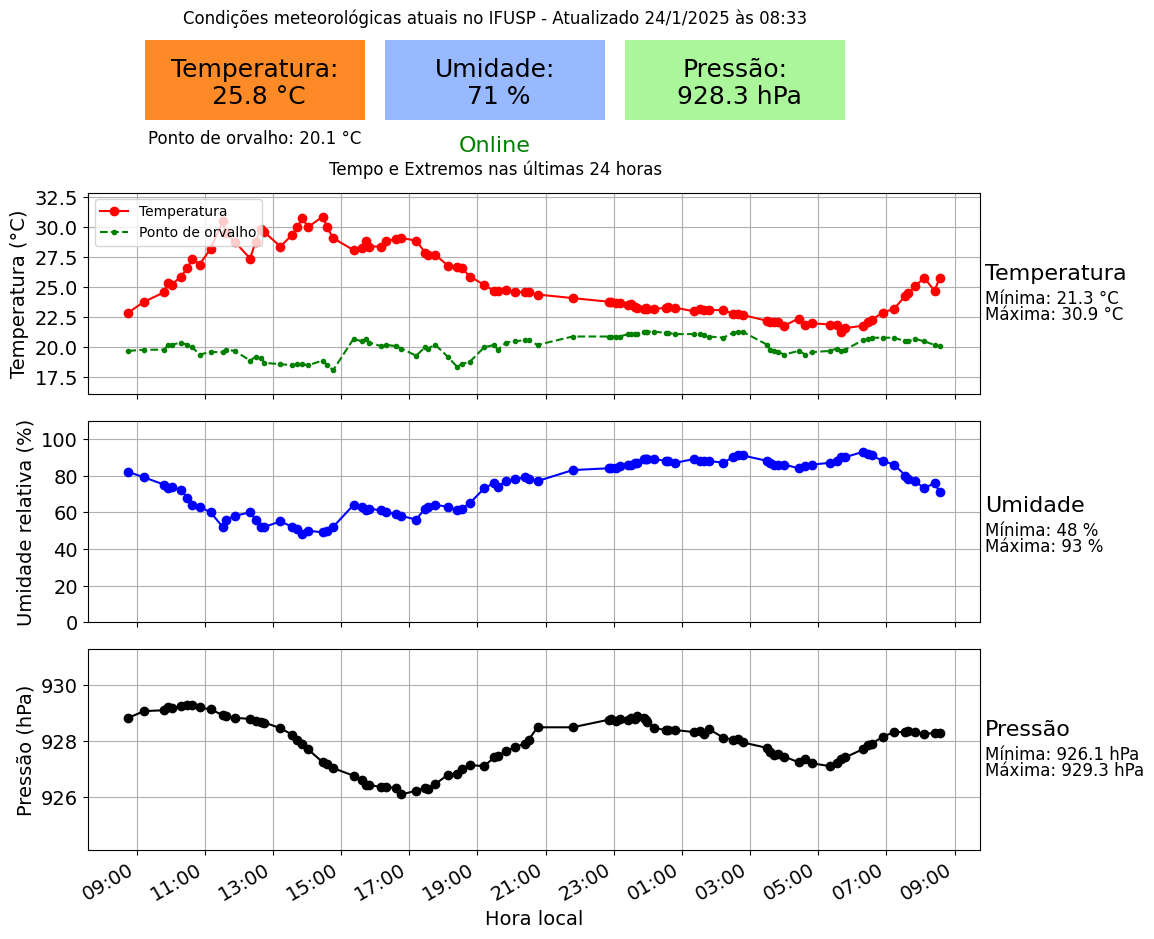 Condições meteorológicas atuais no IFUSP - Atualizado 24/1/2025 às 08:33
Temperatura:
25.8 °C
Umidade:
71 %
Pressão:
928.3 hPa
Ponto de orvalho: 20.1 °C
Online
Tempo e Extremos nas últimas 24 horas
Temperatura (°C)
32.5
30.0
27.5
25.0
22.5
20.0
17.5
Temperatura
Ponto de orvalho
Temperatura
Mínima: 21.3 °C
Máxima: 30.9 °C
Umidade relativa (%)
100
80
60
40
20
0
Umidade
Mínima: 48 %
Máxima: 93 %
Pressão (hPa)
930
928
926
Pressão
Mínima: 926.1 hPa
Máxima: 929.3 hPa
09:00 11:00 13:00 15:00 17:00 19:00 21:00 23:00 01:00 03:00 05:00 07:00 09:00
Hora local